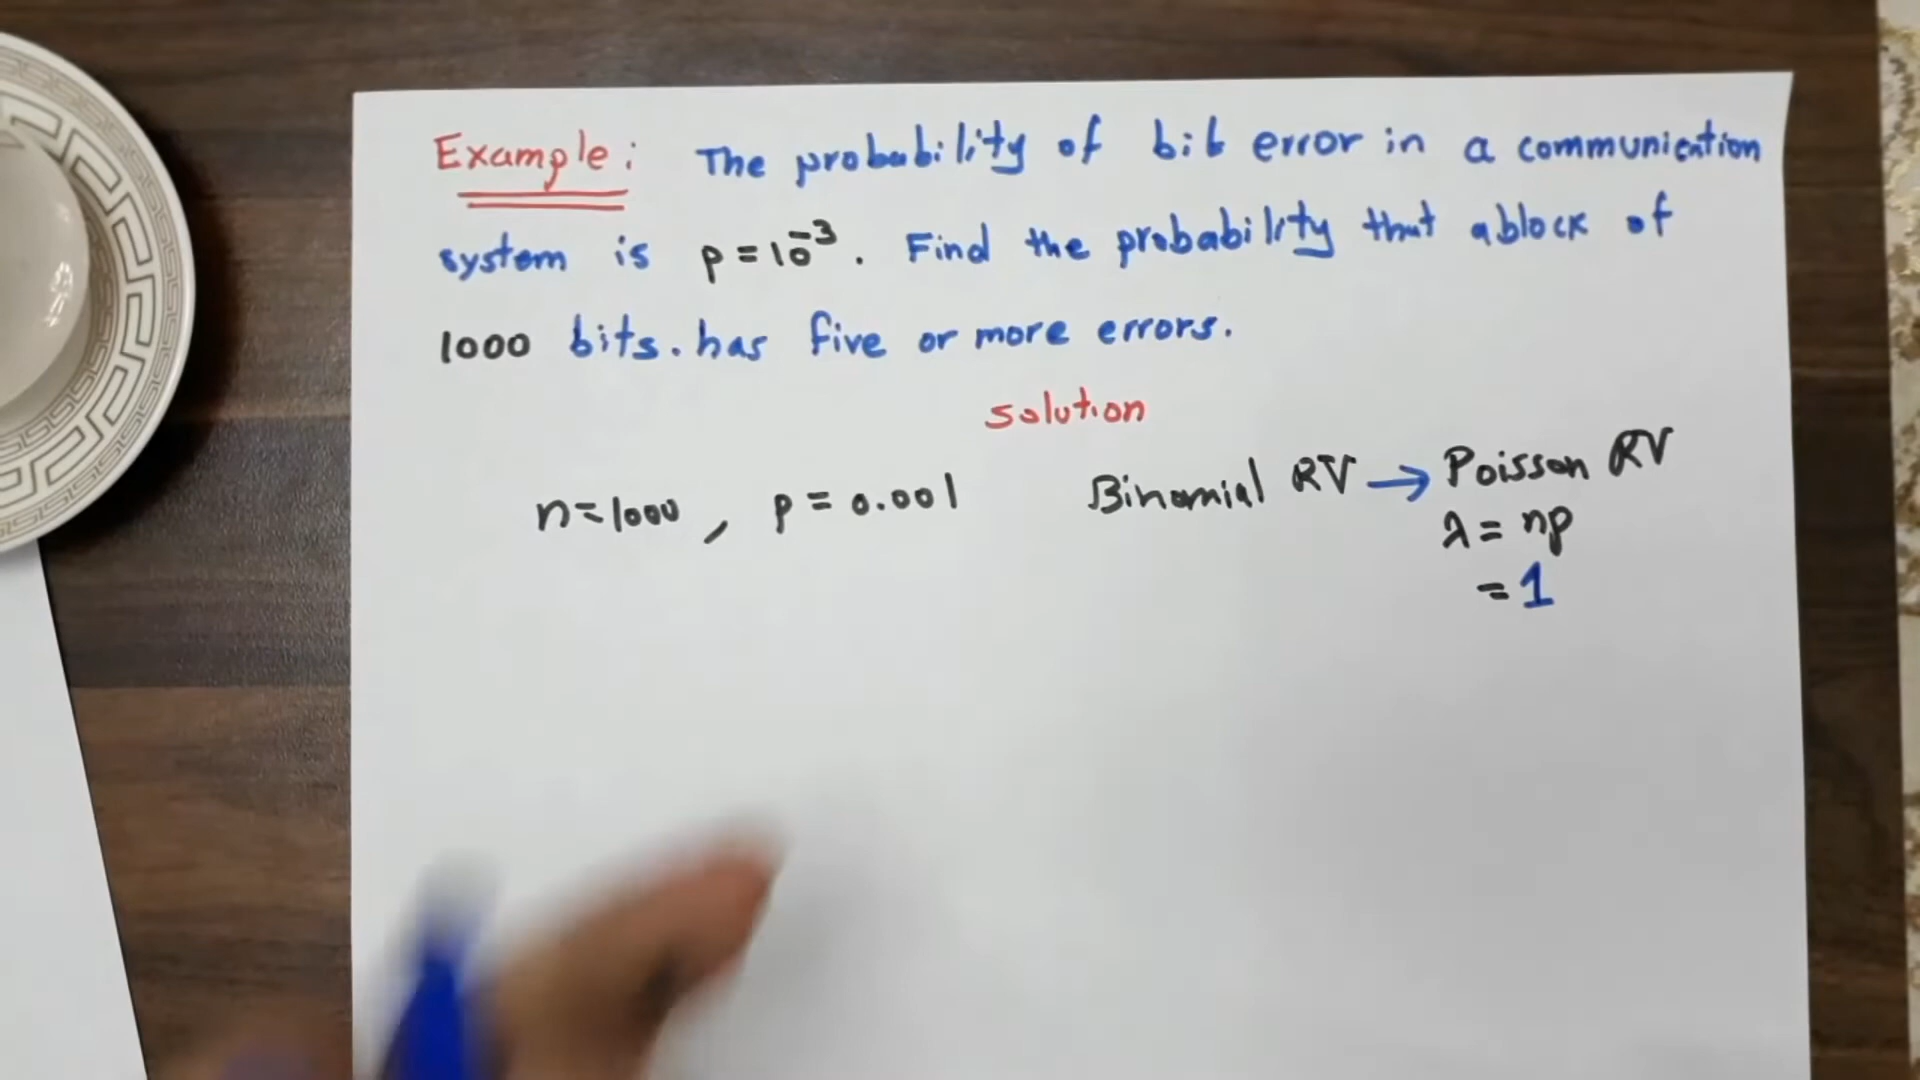 Example: The probability of bit error in a communication
system is p = 10⁻³. Find the probability that a block of
1000 bits. has five or more errors.
solution
n=1000, p = 0.001 Binomial RV → Poisson RV
λ = np
= 1